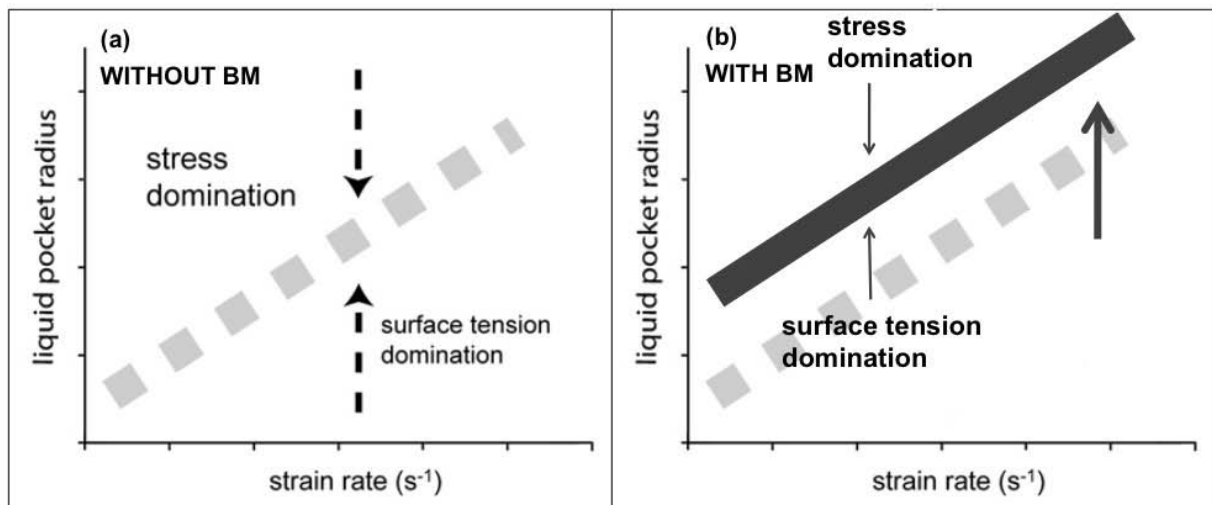 (a)
WITHOUT BM
stress
domination
surface tension
domination
liquid pocket radius
strain rate (s⁻¹)
(b)
WITH BM
stress
domination
surface tension
domination
liquid pocket radius
strain rate (s⁻¹)